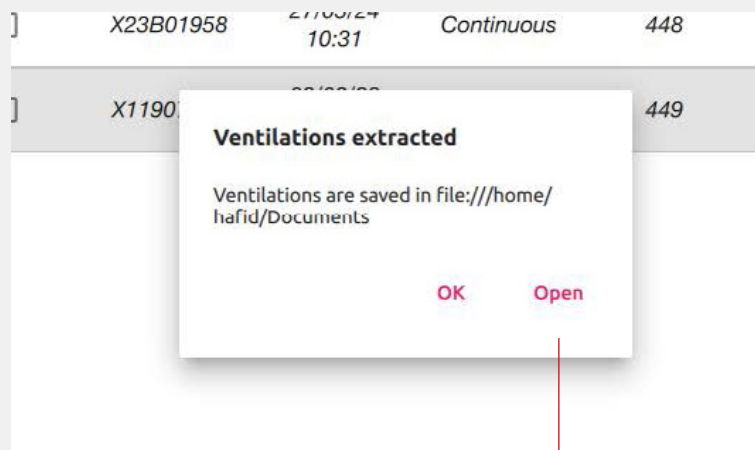 X23B01958 10:31 Continuous 448
449
Ventilations extracted
Ventilations are saved in file:///home/
hafid/Documents
OK Open